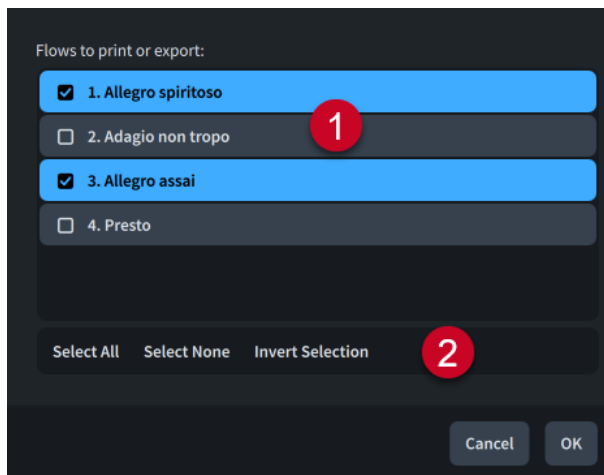 Flows to print or export:
1. Allegro spiritoso
1
2. Adagio non tropo
3. Allegro assai
4. Presto
Select All Select None Invert Selection 2
Cancel OK